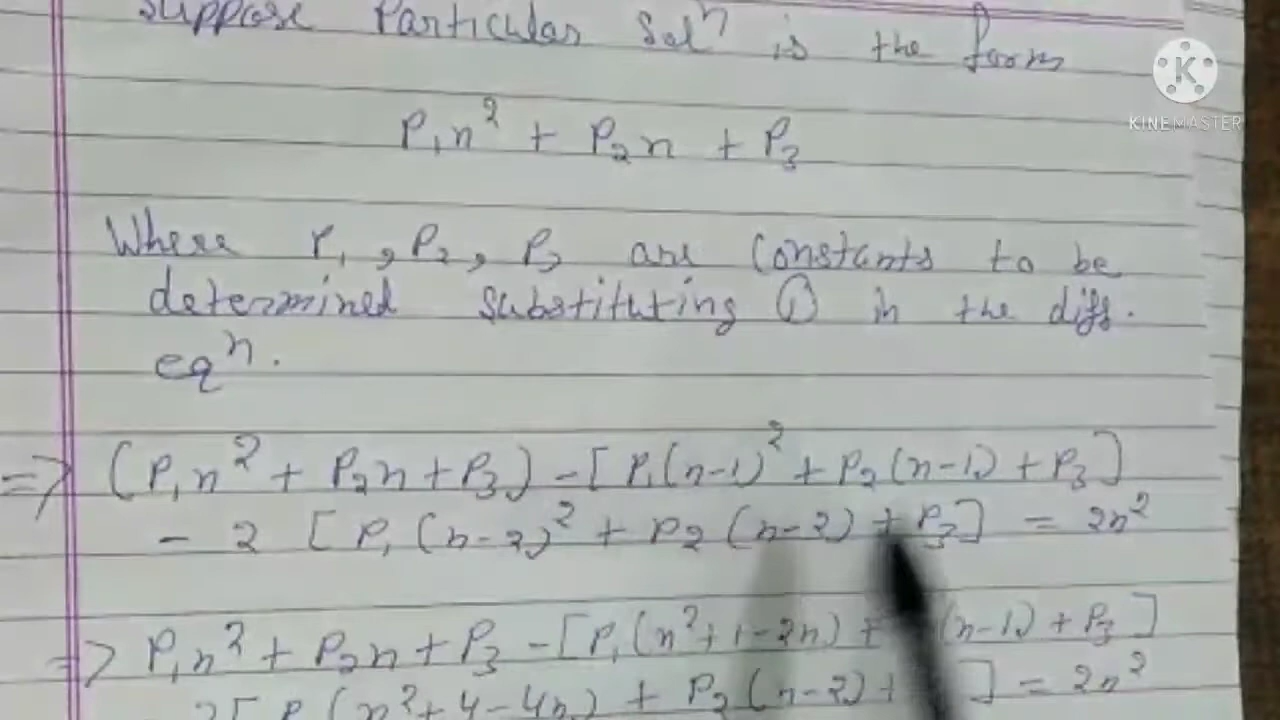 Suppose Particular Solⁿ is the form
P₁n² + P₂n + P₃
Where P₁, P₂, P₃ are Constants to be
determined substituting ① in the diff.
eqⁿ.
=> (P₁n² + P₂n + P₃) - [P₁(n-1)² + P₂(n-1) + P₃]
- 2 [P₁(n-2)² + P₂(n-2) + P₃] = 2n²
=> P₁n² + P₂n + P₃ - [P₁(n²+1-2n) + (n-1) + P₃]
2[P₁(n²+4-4n) + P₂(n-2) + ] = 2n²
K
KINEMASTER